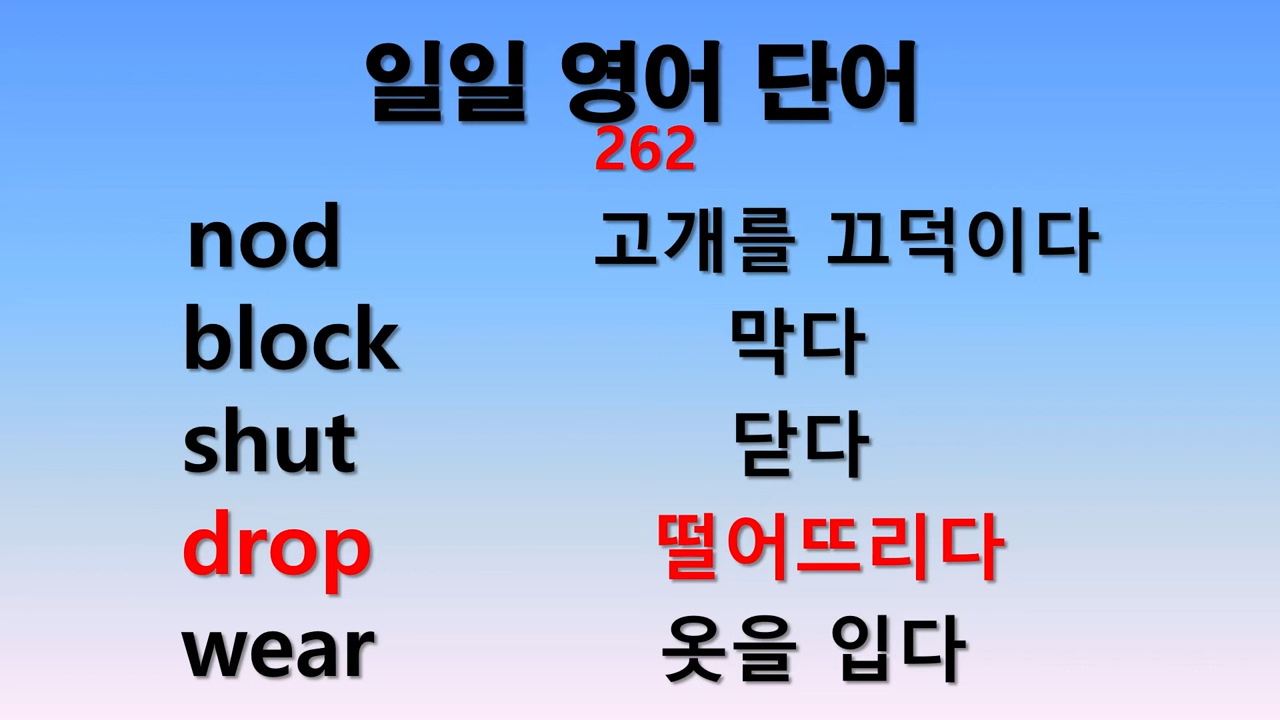 일일 영어 단어
262
nod 고개를 끄덕이다
block 막다
shut 닫다
drop 떨어뜨리다
wear 옷을 입다